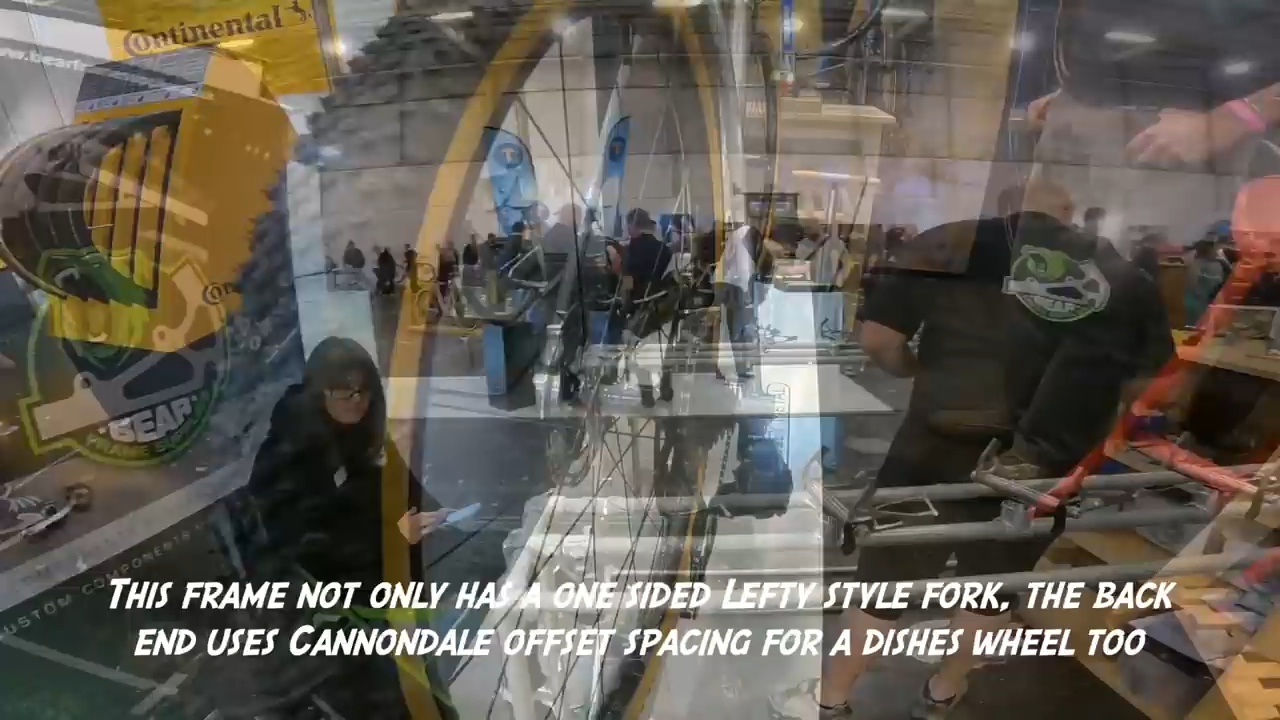 Continental
BEAR
CUSTOM COMPONENTS
THIS FRAME NOT ONLY HAS A ONE SIDED LEFTY STYLE FORK, THE BACK
END USES CANNONDALE OFFSET SPACING FOR A DISHES WHEEL TOO